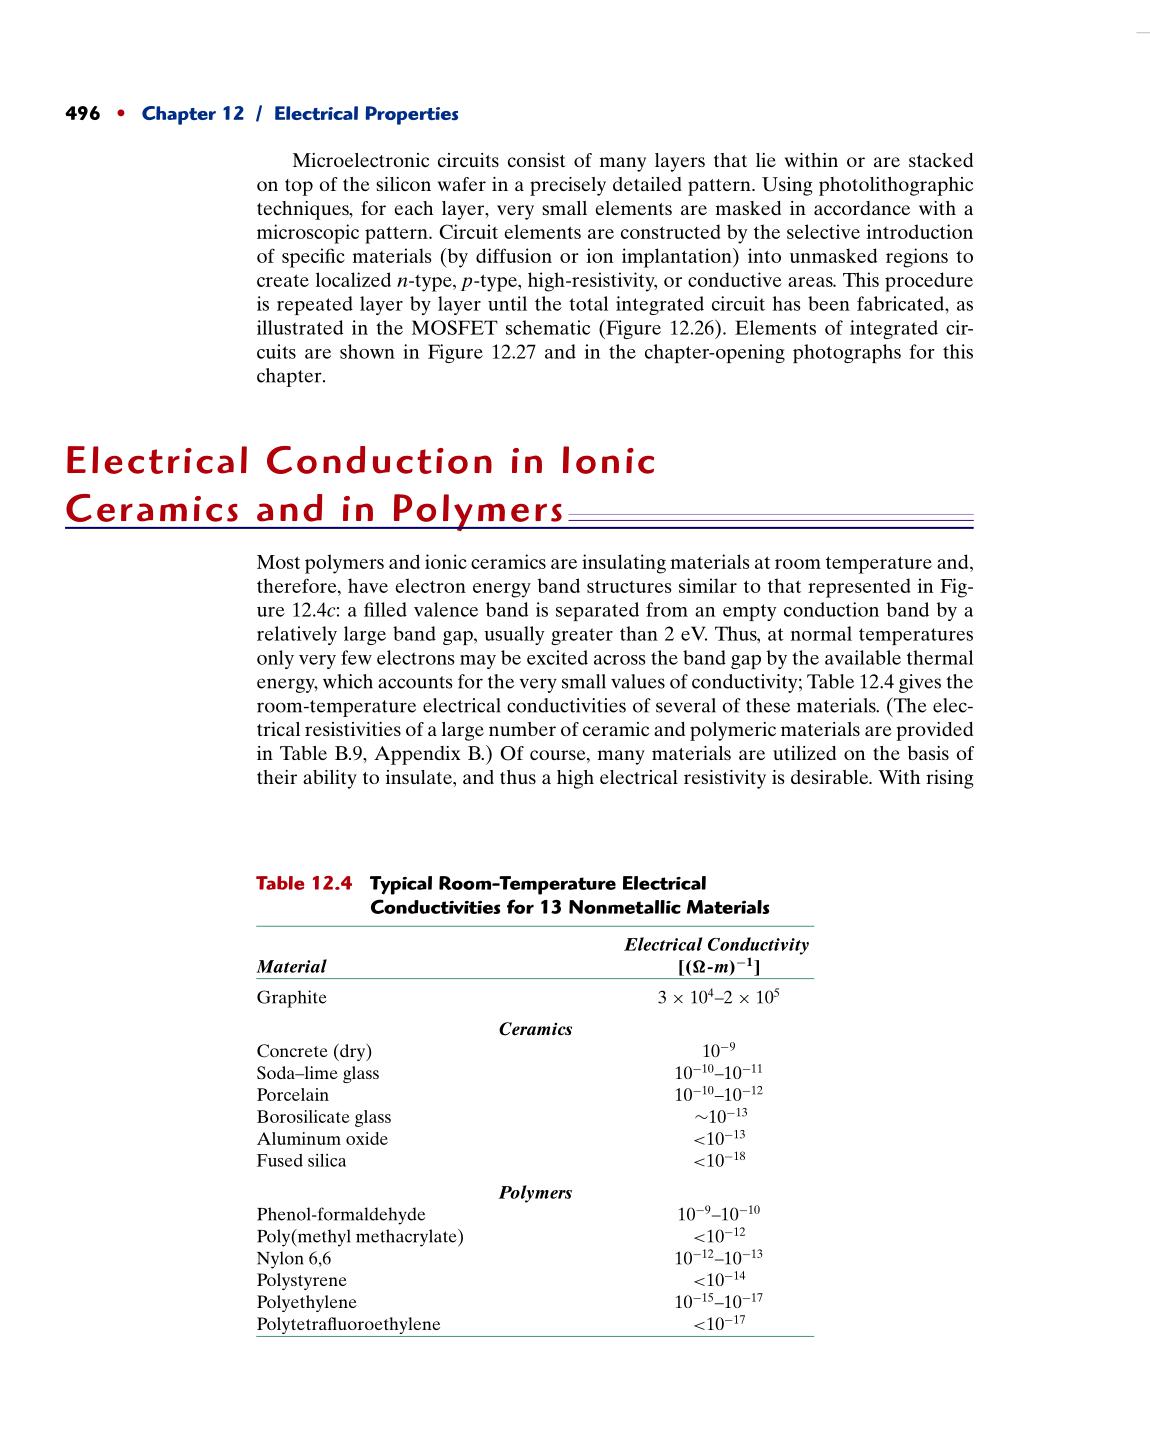 496 • Chapter 12 / Electrical Properties
Microelectronic circuits consist of many layers that lie within or are stacked
on top of the silicon wafer in a precisely detailed pattern. Using photolithographic
techniques, for each layer, very small elements are masked in accordance with a
microscopic pattern. Circuit elements are constructed by the selective introduction
of specific materials (by diffusion or ion implantation) into unmasked regions to
create localized n-type, p-type, high-resistivity, or conductive areas. This procedure
is repeated layer by layer until the total integrated circuit has been fabricated, as
illustrated in the MOSFET schematic (Figure 12.26). Elements of integrated cir-
cuits are shown in Figure 12.27 and in the chapter-opening photographs for this
chapter.
Electrical Conduction in Ionic
Ceramics and in Polymers
Most polymers and ionic ceramics are insulating materials at room temperature and,
therefore, have electron energy band structures similar to that represented in Fig-
ure 12.4c: a filled valence band is separated from an empty conduction band by a
relatively large band gap, usually greater than 2 eV. Thus, at normal temperatures
only very few electrons may be excited across the band gap by the available thermal
energy, which accounts for the very small values of conductivity; Table 12.4 gives the
room-temperature electrical conductivities of several of these materials. (The elec-
trical resistivities of a large number of ceramic and polymeric materials are provided
in Table B.9, Appendix B.) Of course, many materials are utilized on the basis of
their ability to insulate, and thus a high electrical resistivity is desirable. With rising
Table 12.4 Typical Room-Temperature Electrical
Conductivities for 13 Nonmetallic Materials
Electrical Conductivity
Material [(Ω-m)⁻¹]
Graphite 3 × 10⁴–2 × 10⁵
Ceramics
Concrete (dry) 10⁻⁹
Soda–lime glass 10⁻¹⁰–10⁻¹¹
Porcelain 10⁻¹⁰–10⁻¹²
Borosilicate glass ~10⁻¹³
Aluminum oxide <10⁻¹³
Fused silica <10⁻¹⁸
Polymers
Phenol-formaldehyde 10⁻⁹–10⁻¹⁰
Poly(methyl methacrylate) <10⁻¹²
Nylon 6,6 10⁻¹²–10⁻¹³
Polystyrene <10⁻¹⁴
Polyethylene 10⁻¹⁵–10⁻¹⁷
Polytetrafluoroethylene <10⁻¹⁷